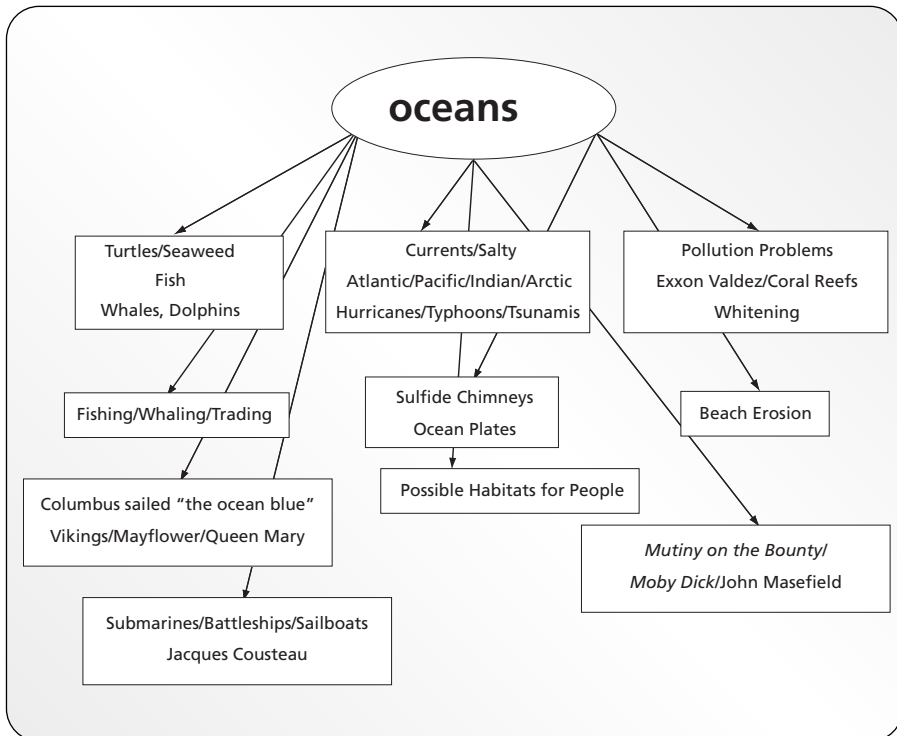 oceans
Turtles/Seaweed
Fish
Whales, Dolphins
Currents/Salty
Atlantic/Pacific/Indian/Arctic
Hurricanes/Typhoons/Tsunamis
Pollution Problems
Exxon Valdez/Coral Reefs
Whitening
Fishing/Whaling/Trading
Sulfide Chimneys
Ocean Plates
Beach Erosion
Possible Habitats for People
Columbus sailed “the ocean blue”
Vikings/Mayflower/Queen Mary
Mutiny on the Bounty/
Moby Dick/John Masefield
Submarines/Battleships/Sailboats
Jacques Cousteau